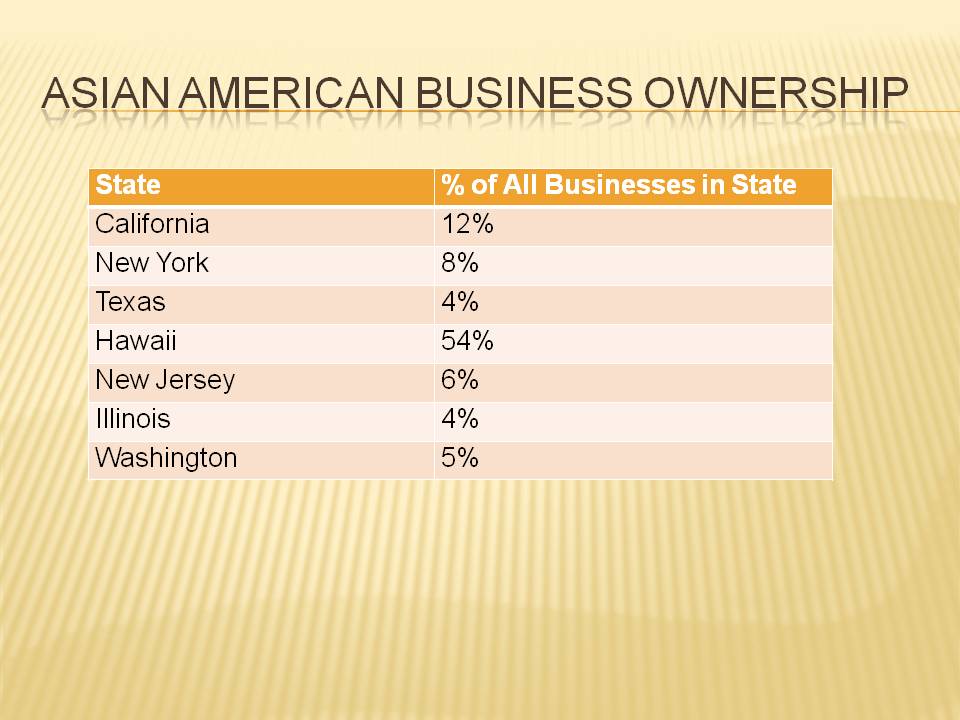 ASIAN AMERICAN BUSINESS OWNERSHIP
State % of All Businesses in State
California 12%
New York 8%
Texas 4%
Hawaii 54%
New Jersey 6%
Illinois 4%
Washington 5%